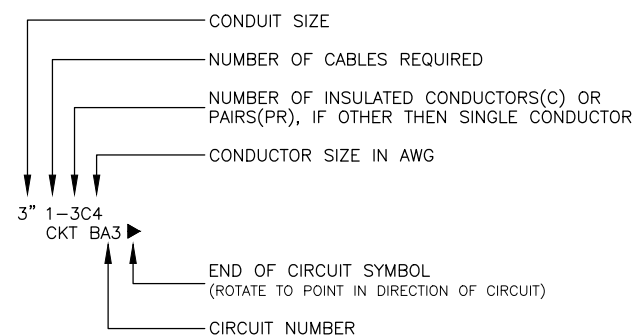 CONDUIT SIZE
NUMBER OF CABLES REQUIRED
NUMBER OF INSULATED CONDUCTORS(C) OR
PAIRS(PR), IF OTHER THEN SINGLE CONDUCTOR
CONDUCTOR SIZE IN AWG
3" 1-3C4
CKT BA3
END OF CIRCUIT SYMBOL
(ROTATE TO POINT IN DIRECTION OF CIRCUIT)
CIRCUIT NUMBER